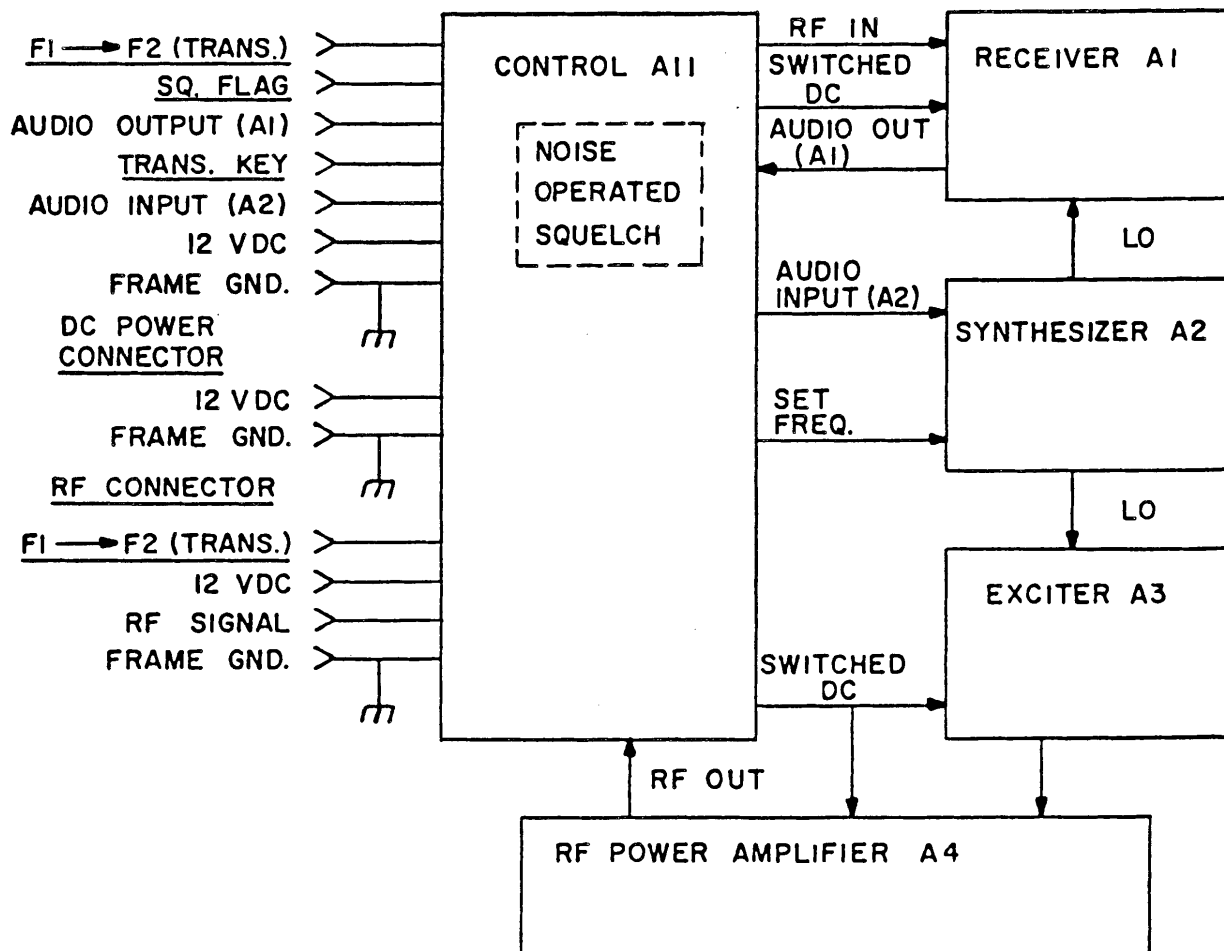 F1 → F2 (TRANS.)
SQ. FLAG
AUDIO OUTPUT (A1)
TRANS. KEY
AUDIO INPUT (A2)
12 VDC
FRAME GND.
DC POWER
CONNECTOR
12 VDC
FRAME GND.
RF CONNECTOR
F1 → F2 (TRANS.)
12 VDC
RF SIGNAL
FRAME GND.
CONTROL A11
NOISE
OPERATED
SQUELCH
RF IN
SWITCHED
DC
AUDIO OUT
(A1)
AUDIO
INPUT (A2)
SET
FREQ.
SWITCHED
DC
RECEIVER A1
LO
SYNTHESIZER A2
LO
EXCITER A3
RF OUT
RF POWER AMPLIFIER A4